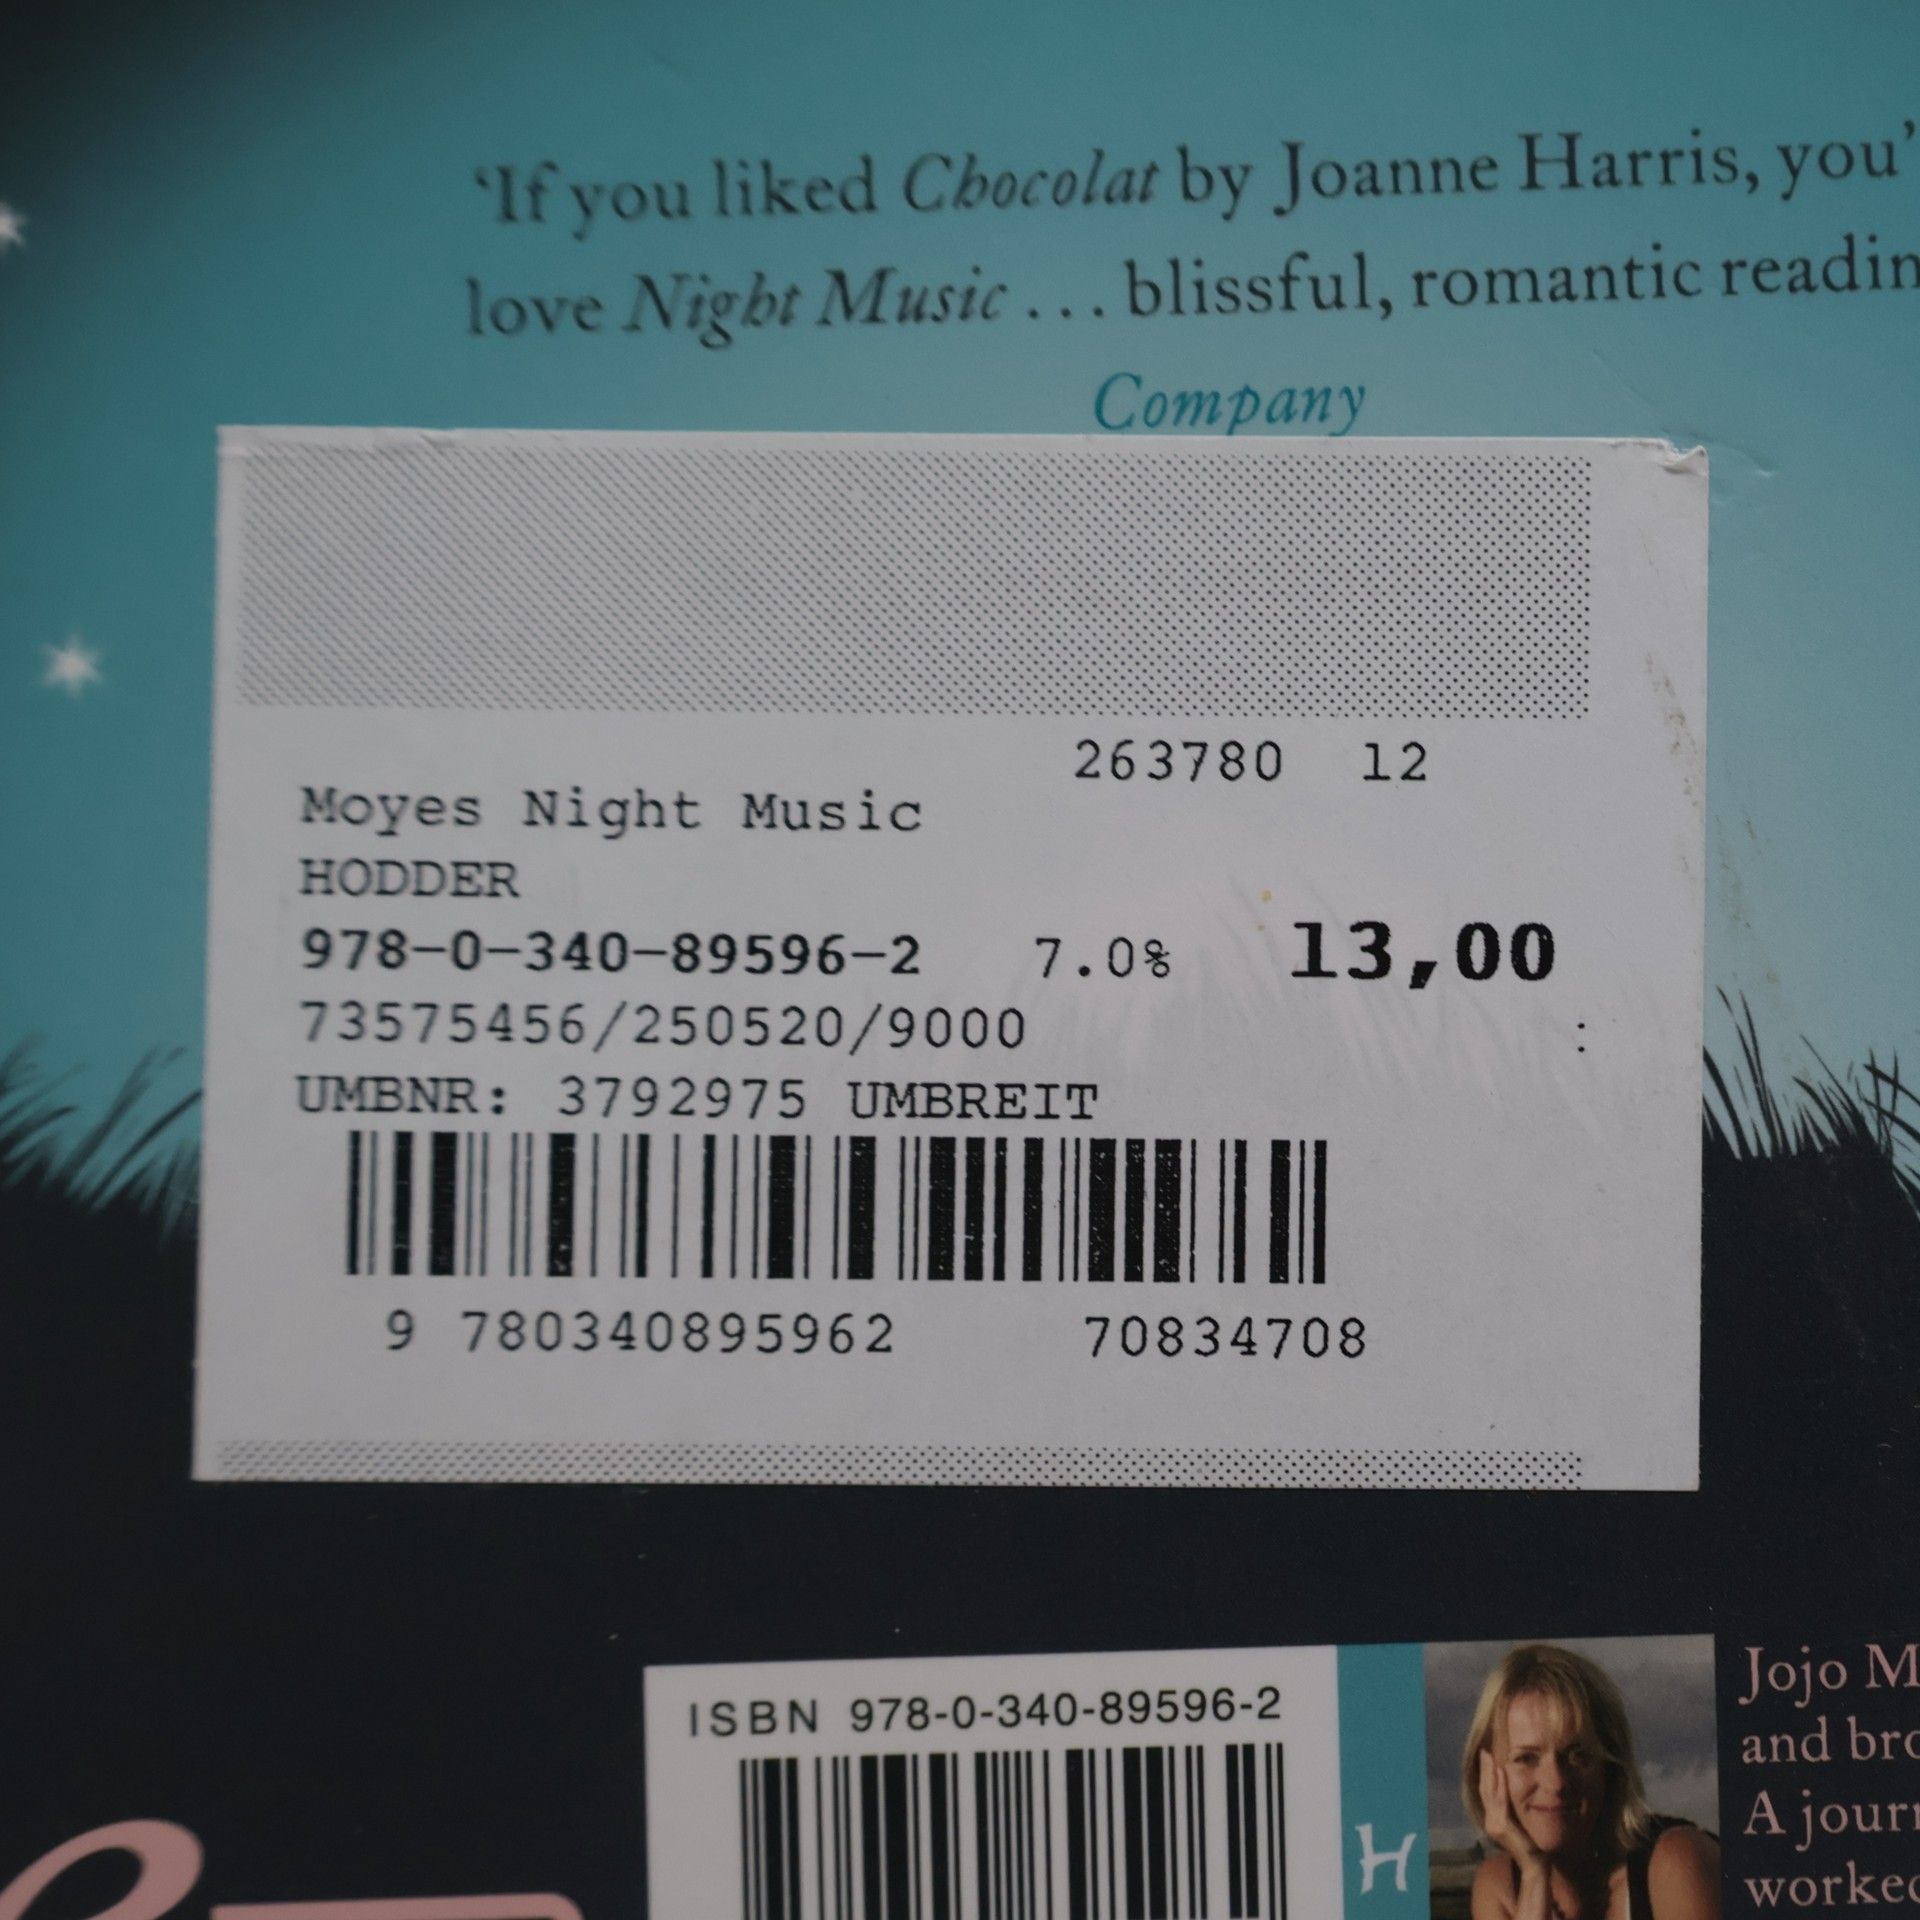 ‘If you liked Chocolat by Joanne Harris, you’
love Night Music ... blissful, romantic readin
Company
263780 12
Moyes Night Music
HODDER
978-0-340-89596-2 7.0% 13,00
73575456/250520/9000 :
UMBNR: 3792975 UMBREIT
9 780340895962 70834708
ISBN 978-0-340-89596-2
H
Jojo M
and bro
A journ
worked